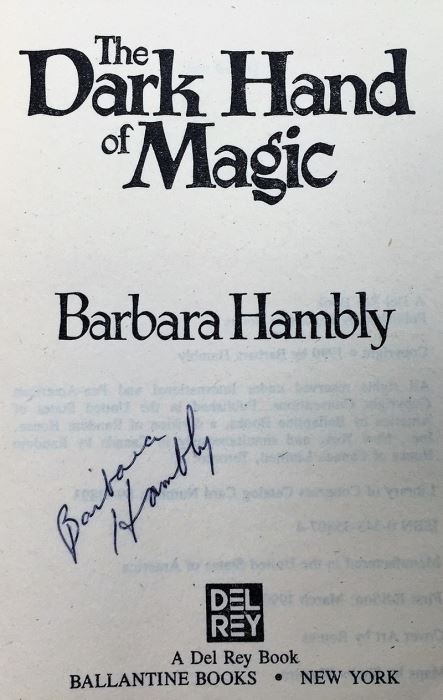 The
Dark Hand
of Magic
Barbara Hambly
Barbara
Hambly
DEL
REY
A Del Rey Book
BALLANTINE BOOKS • NEW YORK